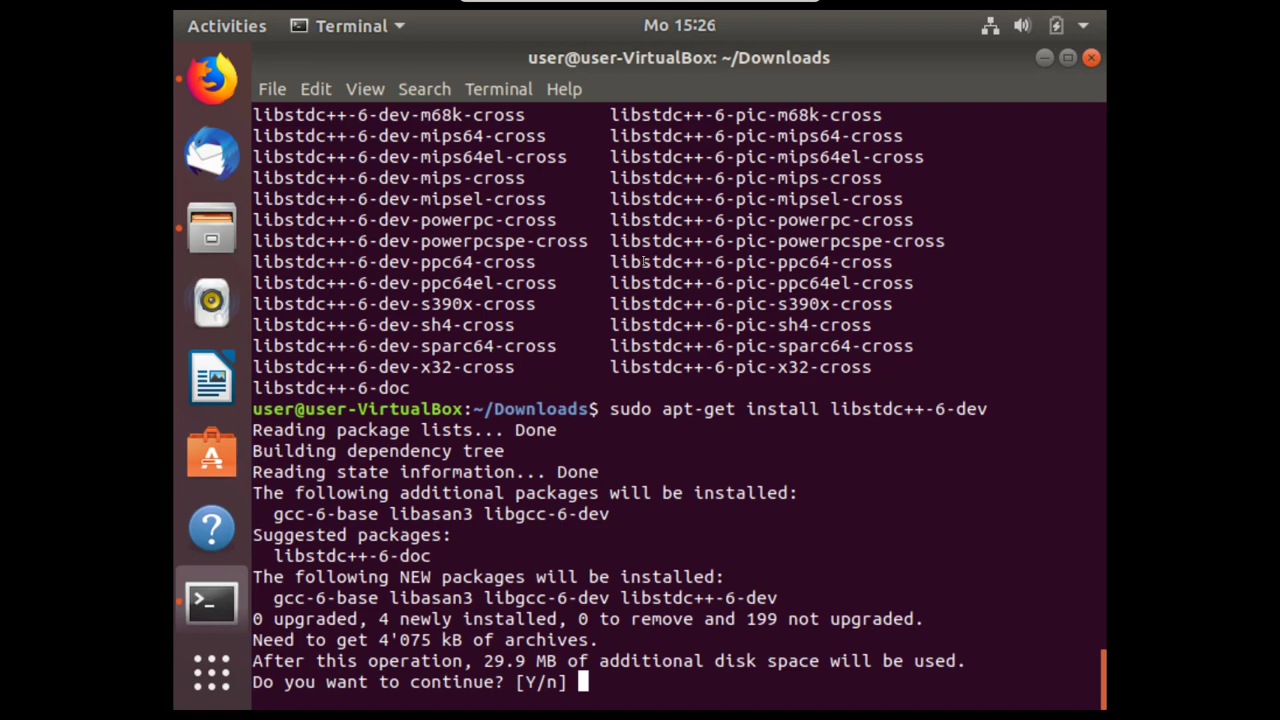 Activities Terminal Mo 15:26
user@user-VirtualBox: ~/Downloads
File Edit View Search Terminal Help
libstdc++-6-dev-m68k-cross libstdc++-6-pic-m68k-cross
libstdc++-6-dev-mips64-cross libstdc++-6-pic-mips64-cross
libstdc++-6-dev-mips64el-cross libstdc++-6-pic-mips64el-cross
libstdc++-6-dev-mips-cross libstdc++-6-pic-mips-cross
libstdc++-6-dev-mipsel-cross libstdc++-6-pic-mipsel-cross
libstdc++-6-dev-powerpc-cross libstdc++-6-pic-powerpc-cross
libstdc++-6-dev-powerpcspe-cross libstdc++-6-pic-powerpcspe-cross
libstdc++-6-dev-ppc64-cross libstdc++-6-pic-ppc64-cross
libstdc++-6-dev-ppc64el-cross libstdc++-6-pic-ppc64el-cross
libstdc++-6-dev-s390x-cross libstdc++-6-pic-s390x-cross
libstdc++-6-dev-sh4-cross libstdc++-6-pic-sh4-cross
libstdc++-6-dev-sparc64-cross libstdc++-6-pic-sparc64-cross
libstdc++-6-dev-x32-cross libstdc++-6-pic-x32-cross
libstdc++-6-doc
user@user-VirtualBox:~/Downloads$ sudo apt-get install libstdc++-6-dev
Reading package lists... Done
Building dependency tree
Reading state information... Done
The following additional packages will be installed:
gcc-6-base libasan3 libgcc-6-dev
Suggested packages:
libstdc++-6-doc
The following NEW packages will be installed:
gcc-6-base libasan3 libgcc-6-dev libstdc++-6-dev
0 upgraded, 4 newly installed, 0 to remove and 199 not upgraded.
Need to get 4'075 kB of archives.
After this operation, 29.9 MB of additional disk space will be used.
Do you want to continue? [Y/n]